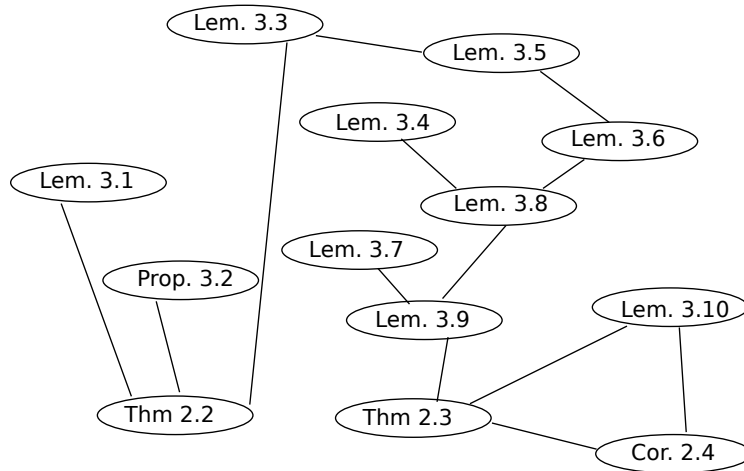 Lem. 3.3
Lem. 3.5
Lem. 3.4
Lem. 3.6
Lem. 3.1
Lem. 3.8
Lem. 3.7
Prop. 3.2
Lem. 3.10
Lem. 3.9
Thm 2.2
Thm 2.3
Cor. 2.4